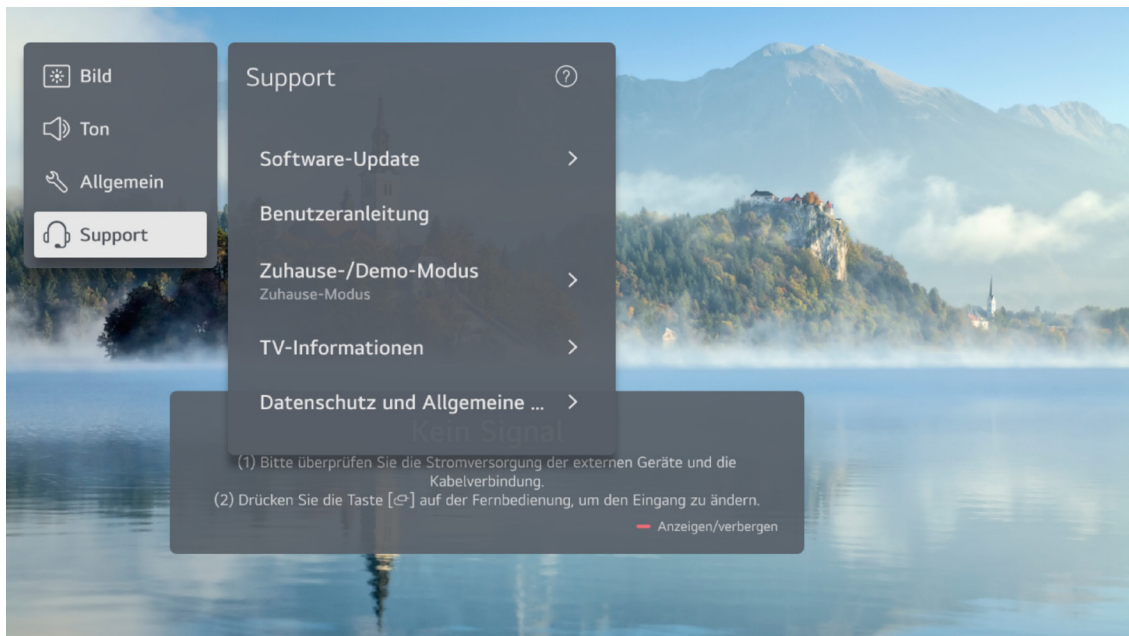 Bild
Ton
Allgemein
Support
Support
Software-Update
Benutzeranleitung
Zuhause-/Demo-Modus
Zuhause-Modus
TV-Informationen
Datenschutz und Allgemeine ...
Kein Signal
(1) Bitte überprüfen Sie die Stromversorgung der externen Geräte und die
Kabelverbindung.
(2) Drücken Sie die Taste [⮐] auf der Fernbedienung, um den Eingang zu ändern.
Anzeigen/verbergen